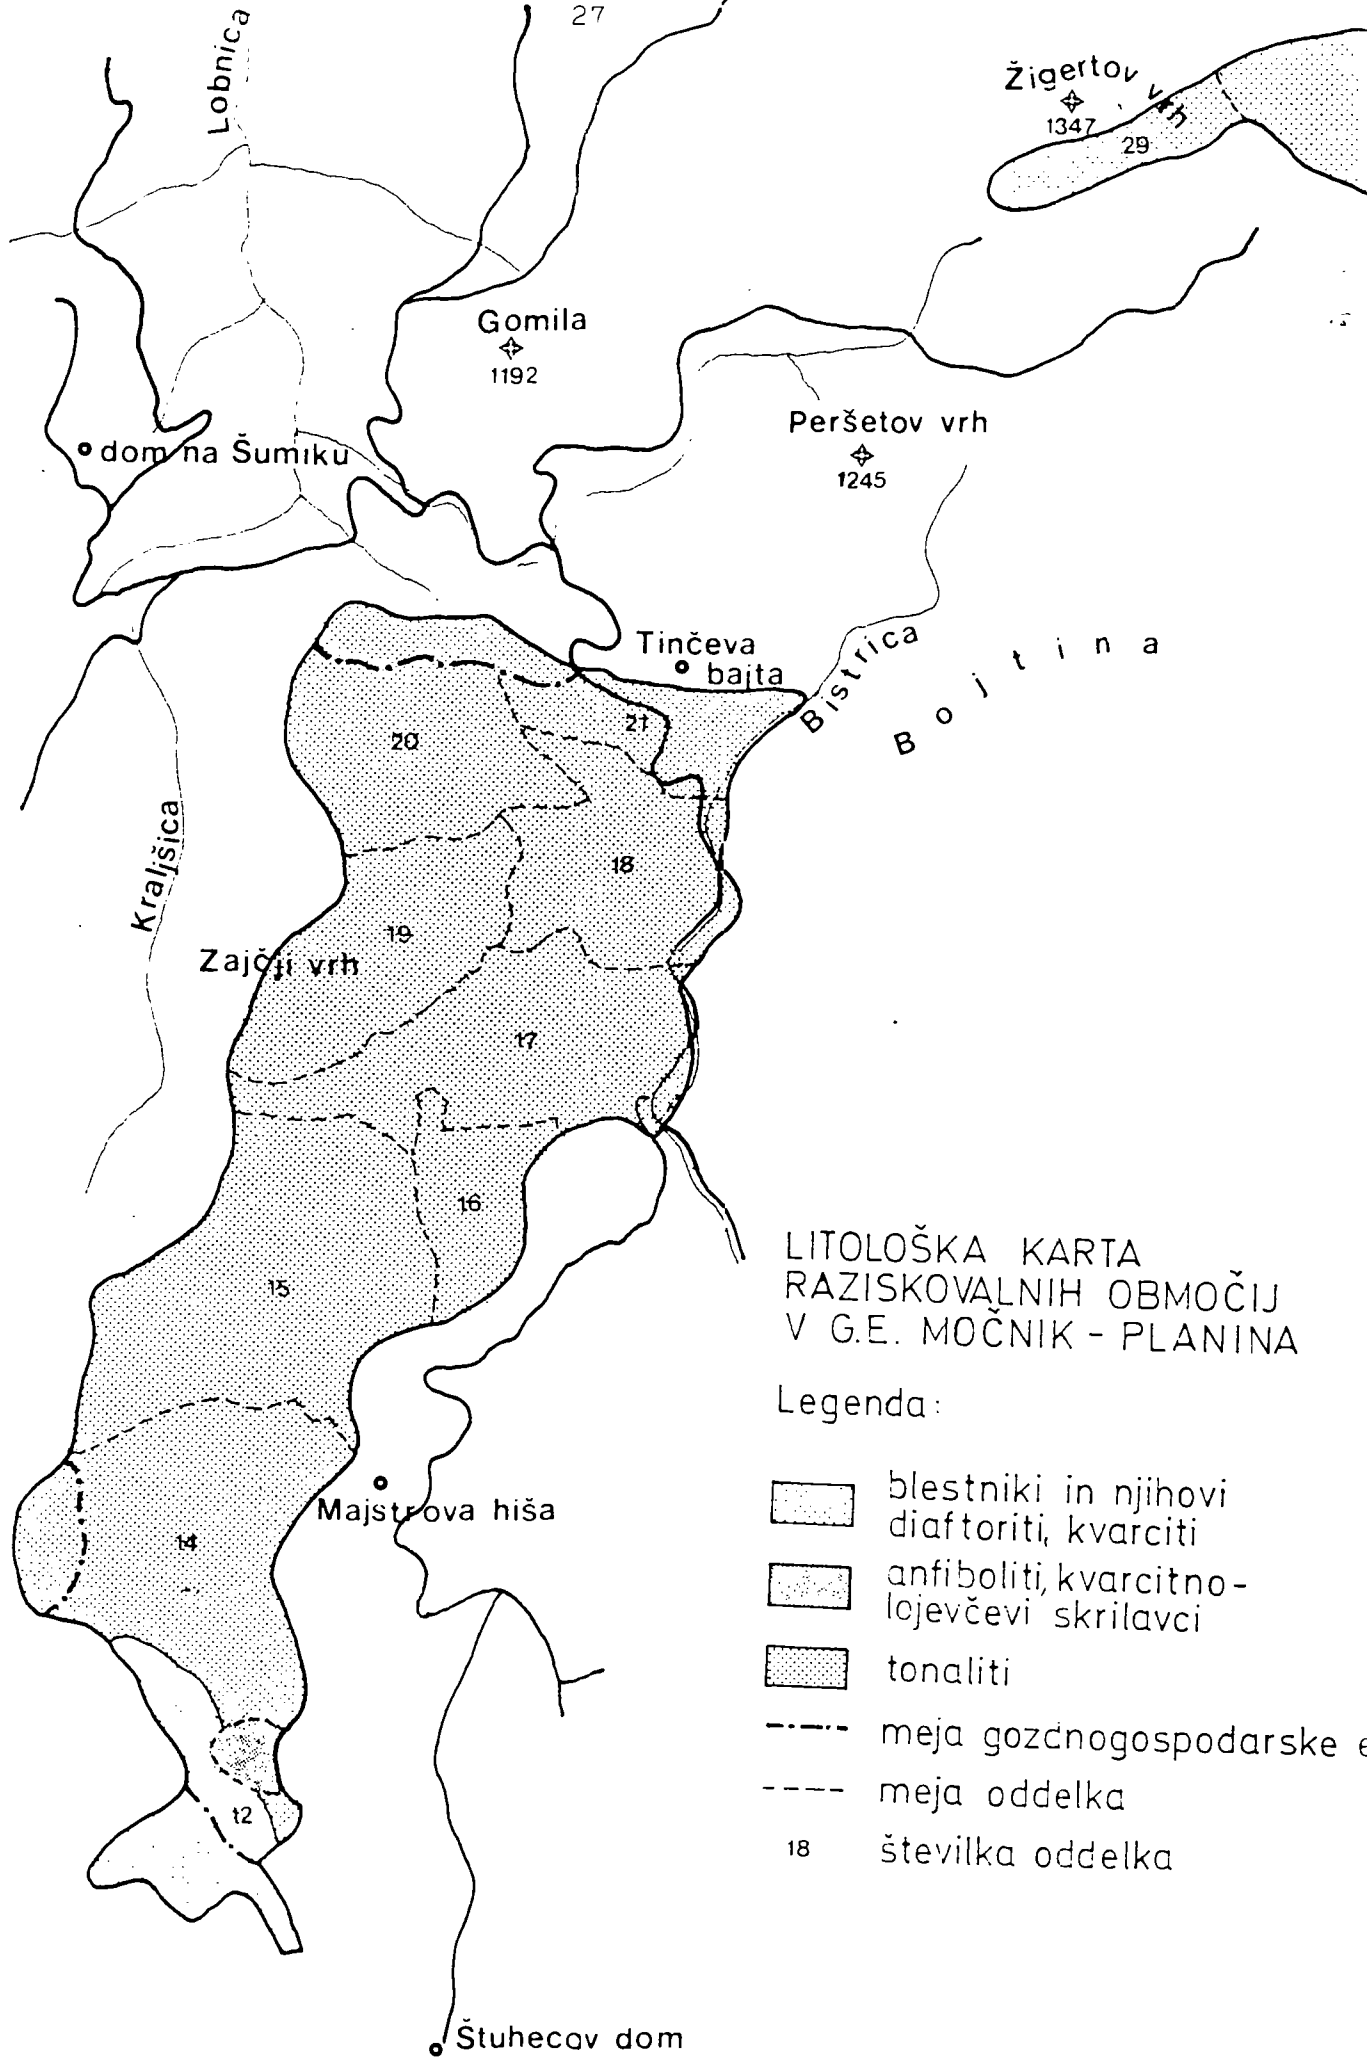 27
Lobnica
Žigertov vrh
1347
29
Gomila
1192
Peršetov vrh
1245
dom na Šumiku
Tinčeva
bajta
Bistrica
Bojtina
21
20
18
Kraljšica
19
Zajčji vrh
17
16
15
LITOLOŠKA KARTA
RAZISKOVALNIH OBMOČIJ
V G.E. MOČNIK - PLANINA
Legenda:
Majstrova hiša
14
blestniki in njihovi
diaftoriti, kvarciti
anfiboliti, kvarcitno-
lojevčevi skrilavci
tonaliti
meja gozdnogospodarske e
meja oddelka
12
18 številka oddelka
Štuhecov dom